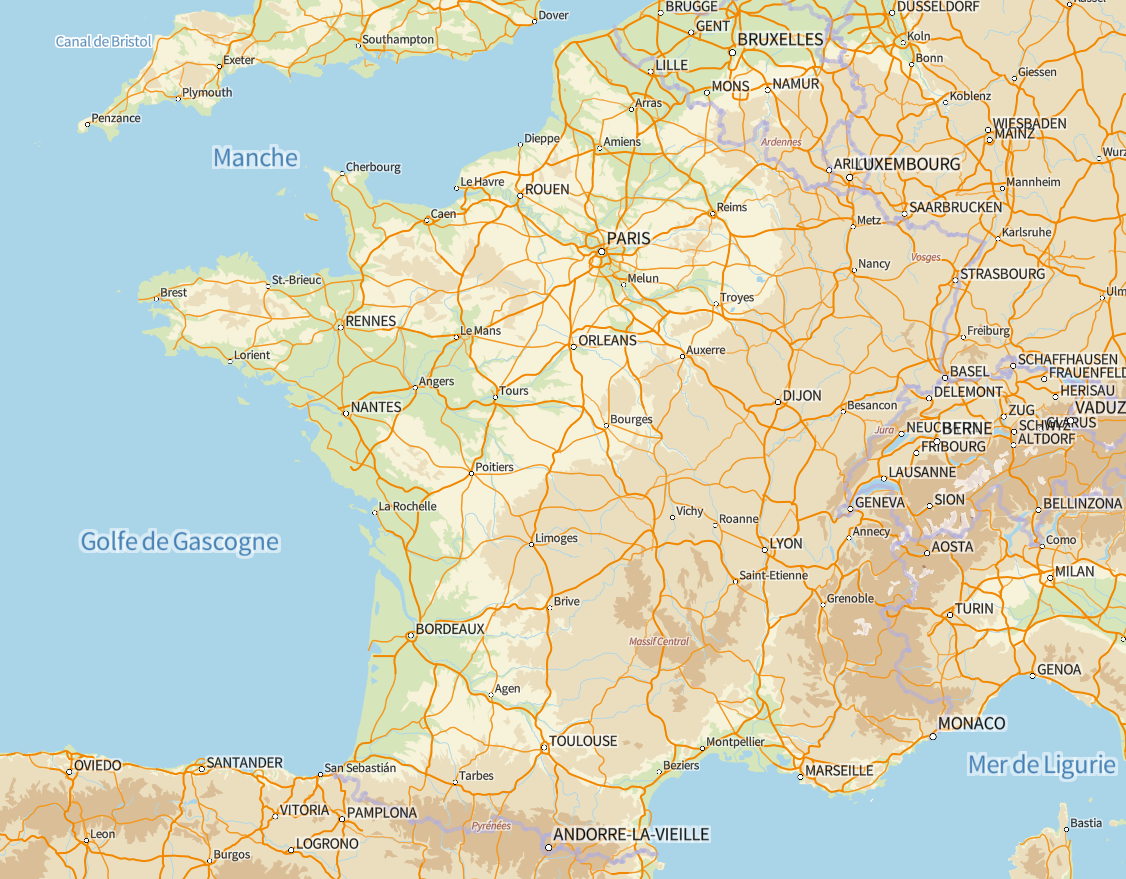 BRUGGE
DÜSSELDORF
Dover
GENT
Canal de Bristol
Southampton
BRUXELLES
Koln
Exeter
LILLE
Bonn
Giessen
Plymouth
MONS
NAMUR
Koblenz
Arras
Penzance
WIESBADEN
MAINZ
Dieppe
Amiens
Ardennes
Manche
Cherbourg
LUXEMBOURG
Le Havre
ROUEN
Mannheim
Caen
Reims
SAARBRUCKEN
Metz
Karlsruhe
PARIS
Nancy
Vosges
STRASBOURG
St.-Brieuc
Melun
Brest
Troyes
Ulm
RENNES
Le Mans
ORLEANS
Freiburg
Lorient
Auxerre
SCHAFFHAUSEN
BASEL
FRAUENFELD
Angers
Tours
DIJON
DELEMONT
HERISAU
NANTES
Besancon
ZUG
VADUZ
Bourges
Jura
BERNE
SCHWYZ
GLARUS
ALTDORF
FRIBOURG
Poitiers
LAUSANNE
La Rochelle
Vichy
Roanne
GENEVA
SION
BELLINZONA
Annecy
Golfe de Gascogne
Limoges
LYON
AOSTA
Como
MILAN
Saint-Etienne
Brive
Grenoble
TURIN
BORDEAUX
Massif Central
GENOA
Agen
MONACO
TOULOUSE
Montpellier
OVIEDO
SANTANDER
San Sebastián
Beziers
MARSEILLE
Mer de Ligurie
Tarbes
VITORIA
PAMPLONA
Pyrénées
Bastia
Leon
ANDORRE-LA-VIEILLE
LOGRONO
Burgos